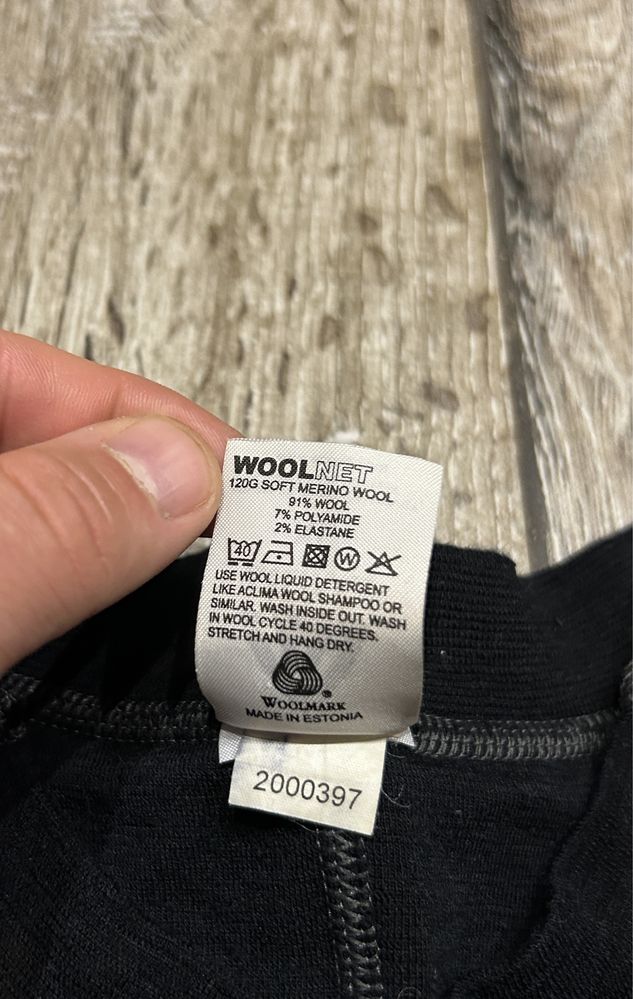 WOOLNET
120G SOFT MERINO WOOL
91% WOOL
7% POLYAMIDE
2% ELASTANE
40 W
USE WOOL LIQUID DETERGENT
LIKE ACLIMA WOOL SHAMPOO OR
SIMILAR. WASH INSIDE OUT. WASH
IN WOOL CYCLE 40 DEGREES.
STRETCH AND HANG DRY.
®
WOOLMARK
MADE IN ESTONIA
2000397